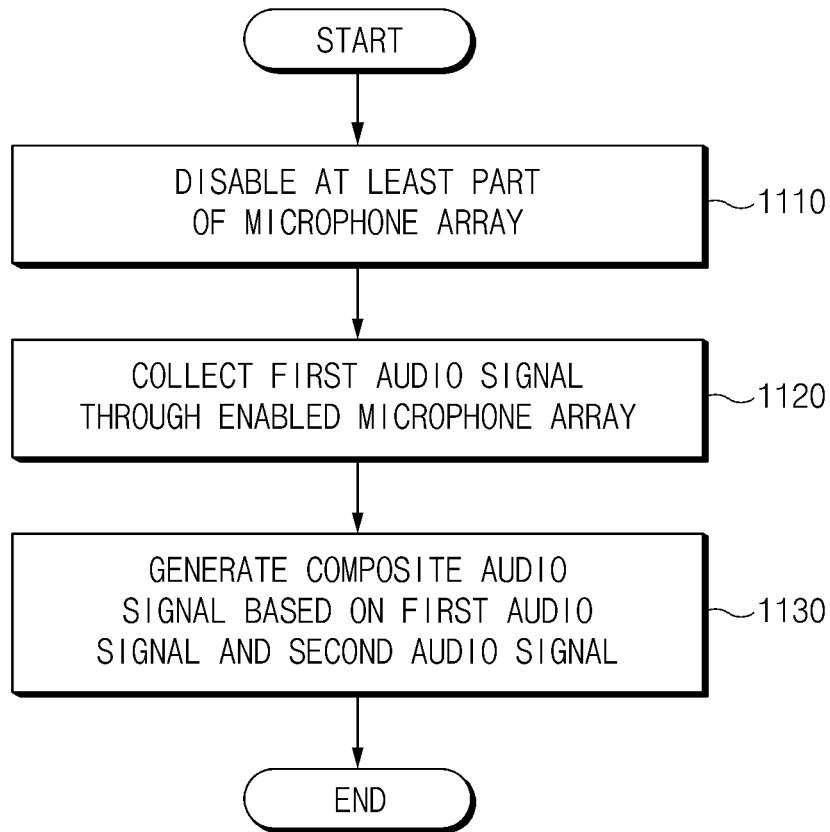 START
DISABLE AT LEAST PART
OF MICROPHONE ARRAY
1110
COLLECT FIRST AUDIO SIGNAL
THROUGH ENABLED MICROPHONE ARRAY
1120
GENERATE COMPOSITE AUDIO
SIGNAL BASED ON FIRST AUDIO
SIGNAL AND SECOND AUDIO SIGNAL
1130
END